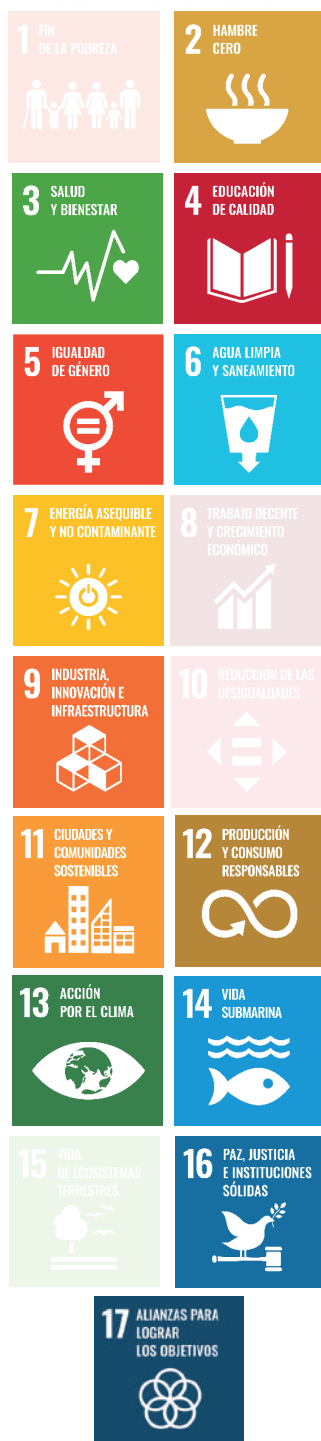 1 FIN
DE LA POBREZA
2 HAMBRE
CERO
3 SALUD
Y BIENESTAR
4 EDUCACIÓN
DE CALIDAD
5 IGUALDAD
DE GÉNERO
6 AGUA LIMPIA
Y SANEAMIENTO
7 ENERGÍA ASEQUIBLE
Y NO CONTAMINANTE
8 TRABAJO DECENTE
Y CRECIMIENTO
ECONÓMICO
9 INDUSTRIA,
INNOVACIÓN E
INFRAESTRUCTURA
10 REDUCCIÓN DE LAS
DESIGUALDADES
11 CIUDADES Y
COMUNIDADES
SOSTENIBLES
12 PRODUCCIÓN
Y CONSUMO
RESPONSABLES
13 ACCIÓN
POR EL CLIMA
14 VIDA
SUBMARINA
15 VIDA
DE ECOSISTEMAS
TERRESTRES
16 PAZ, JUSTICIA
E INSTITUCIONES
SÓLIDAS
17 ALIANZAS PARA
LOGRAR
LOS OBJETIVOS